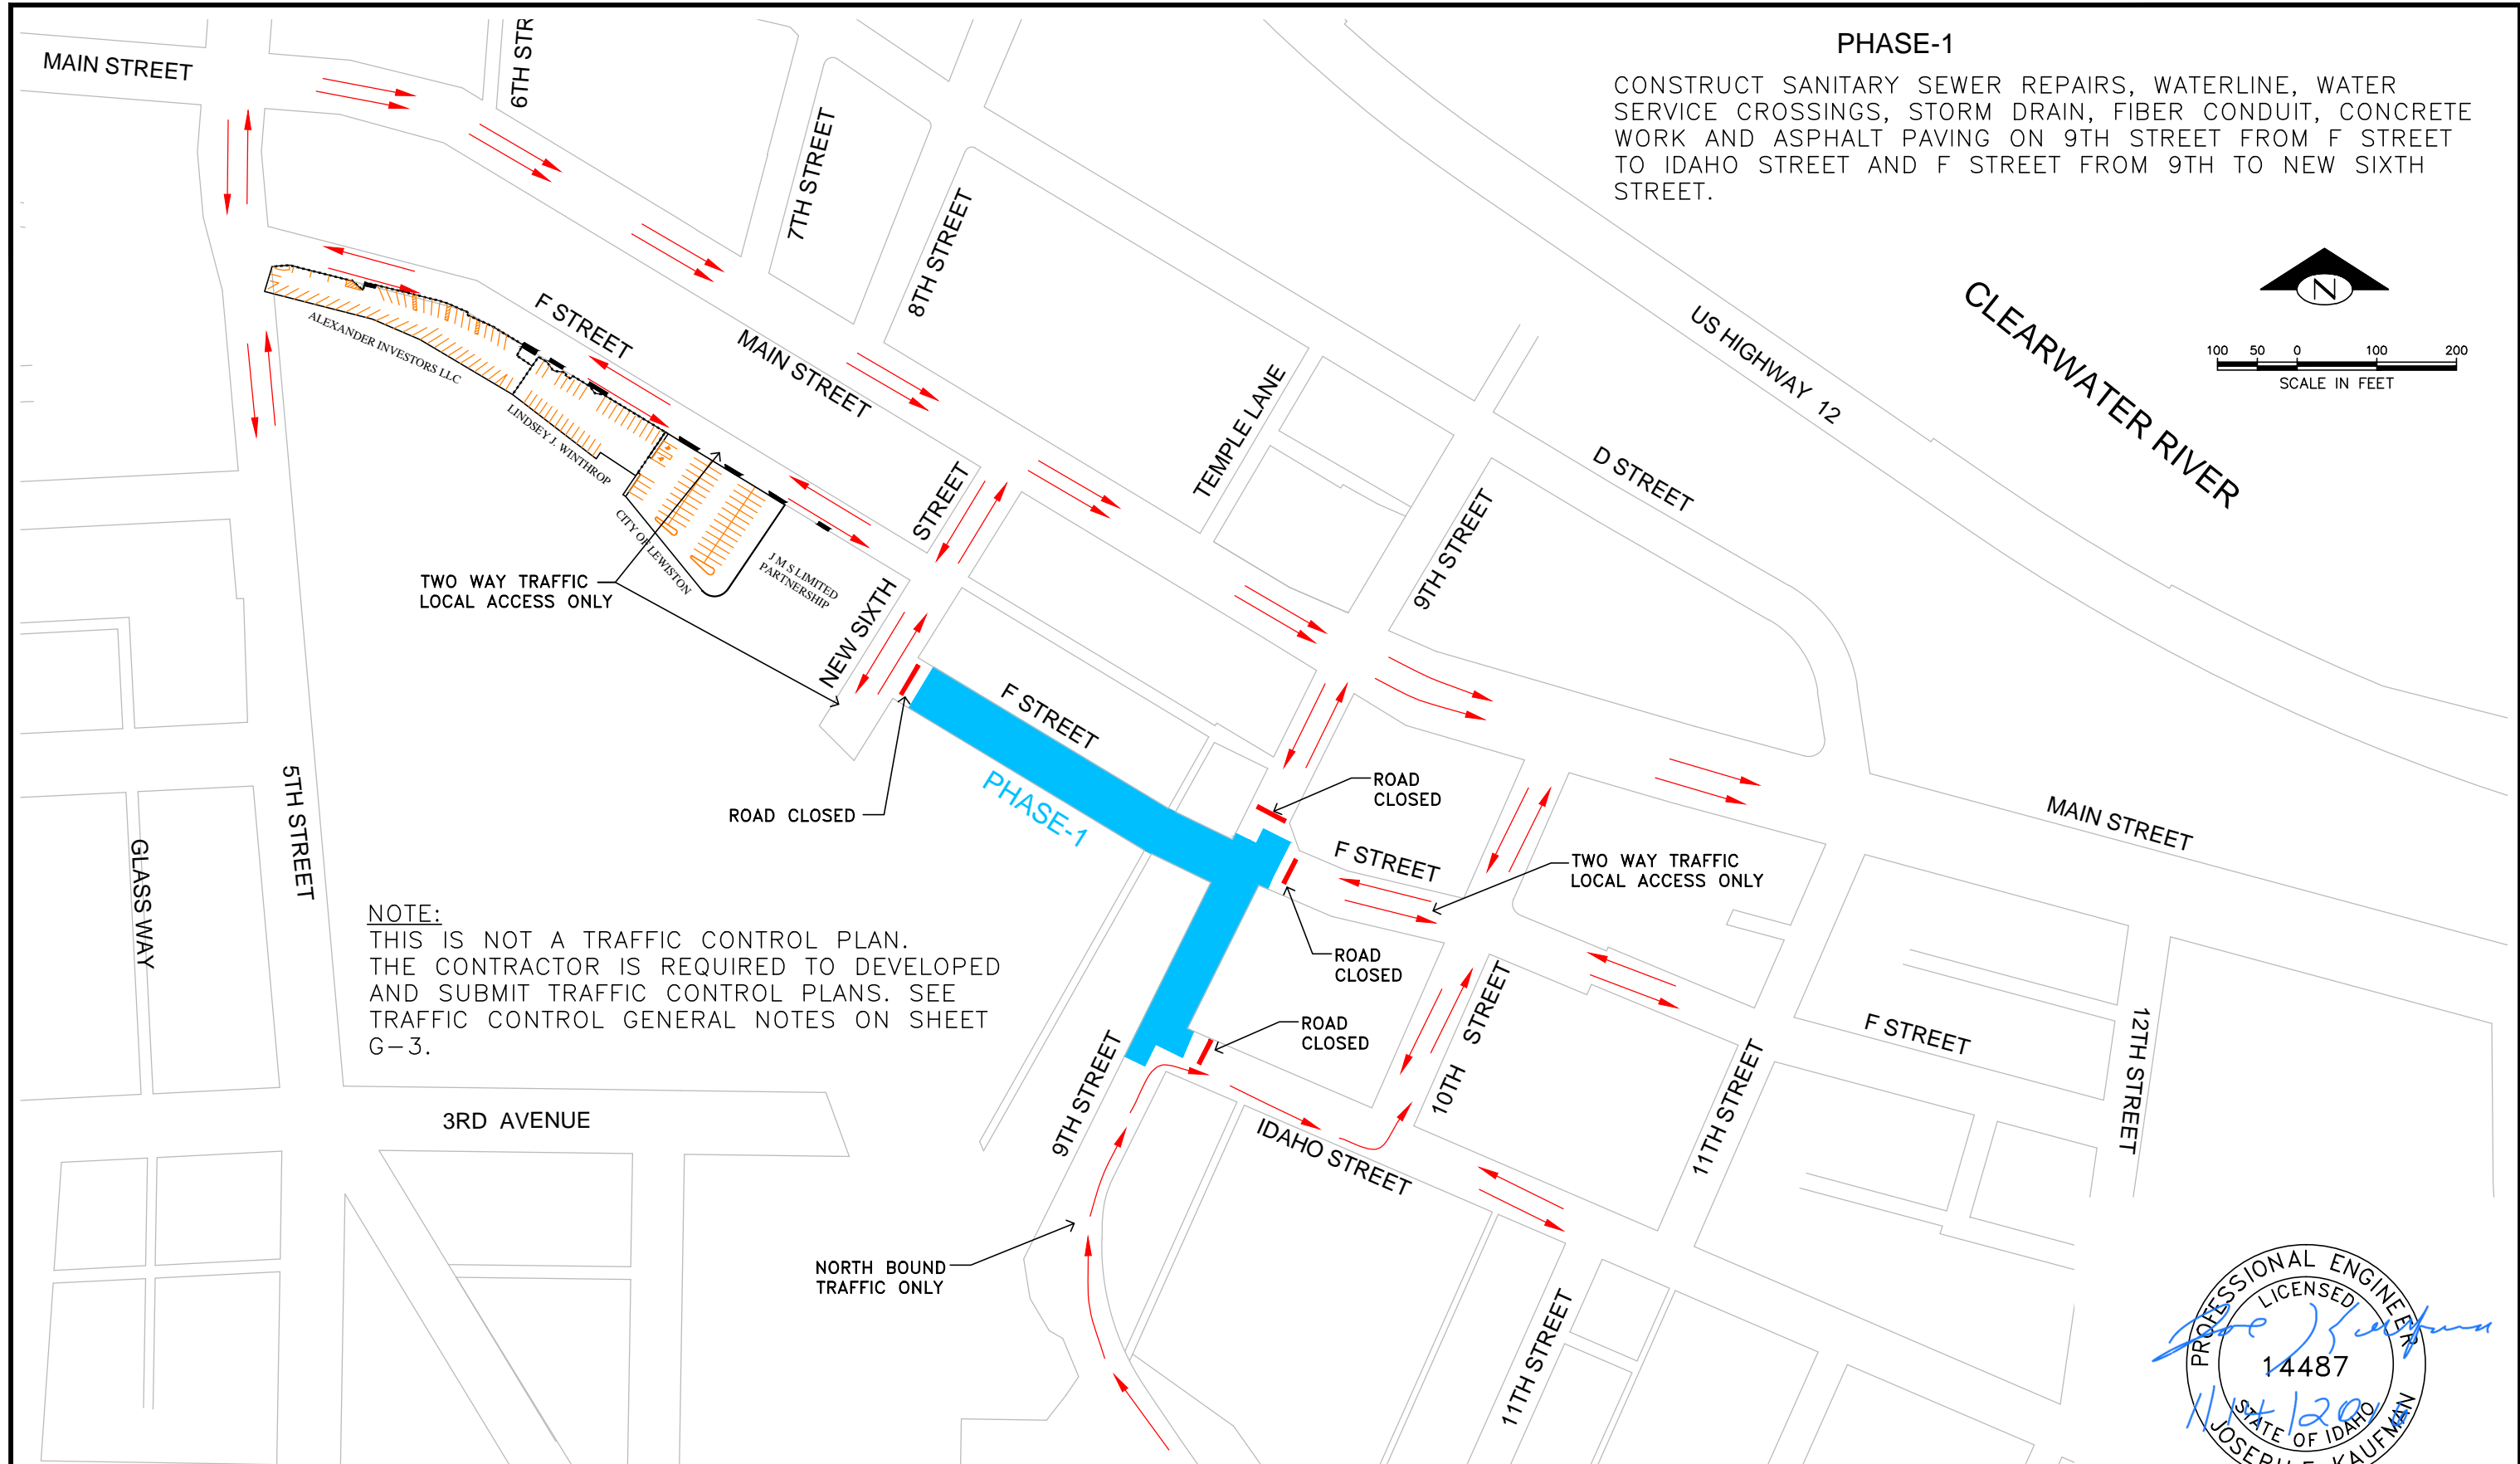 PHASE-1
CONSTRUCT SANITARY SEWER REPAIRS, WATERLINE, WATER
SERVICE CROSSINGS, STORM DRAIN, FIBER CONDUIT, CONCRETE
WORK AND ASPHALT PAVING ON 9TH STREET FROM F STREET
TO IDAHO STREET AND F STREET FROM 9TH TO NEW SIXTH
STREET.
MAIN STREET
6TH STR
7TH STREET
8TH STREET
N
100 50 0 100 200
SCALE IN FEET
CLEARWATER RIVER
US HIGHWAY 12
F STREET
MAIN STREET
ALEXANDER INVESTORS LLC
LINDSEY J. WINTHROP
CITY OF LEWISTON
J M S LIMITED
PARTNERSHIP
TEMPLE LANE
D STREET
9TH STREET
NEW SIXTH
STREET
TWO WAY TRAFFIC
LOCAL ACCESS ONLY
F STREET
PHASE-1
ROAD CLOSED
ROAD
CLOSED
F STREET
TWO WAY TRAFFIC
LOCAL ACCESS ONLY
MAIN STREET
5TH STREET
GLASS WAY
NOTE:
THIS IS NOT A TRAFFIC CONTROL PLAN.
THE CONTRACTOR IS REQUIRED TO DEVELOPED
AND SUBMIT TRAFFIC CONTROL PLANS. SEE
TRAFFIC CONTROL GENERAL NOTES ON SHEET
G-3.
ROAD
CLOSED
ROAD
CLOSED
10TH STREET
F STREET
12TH STREET
11TH STREET
3RD AVENUE
9TH STREET
IDAHO STREET
NORTH BOUND
TRAFFIC ONLY
11TH STREET
PROFESSIONAL ENGINEER
LICENSED
14487
STATE OF IDAHO
KAUFMAN